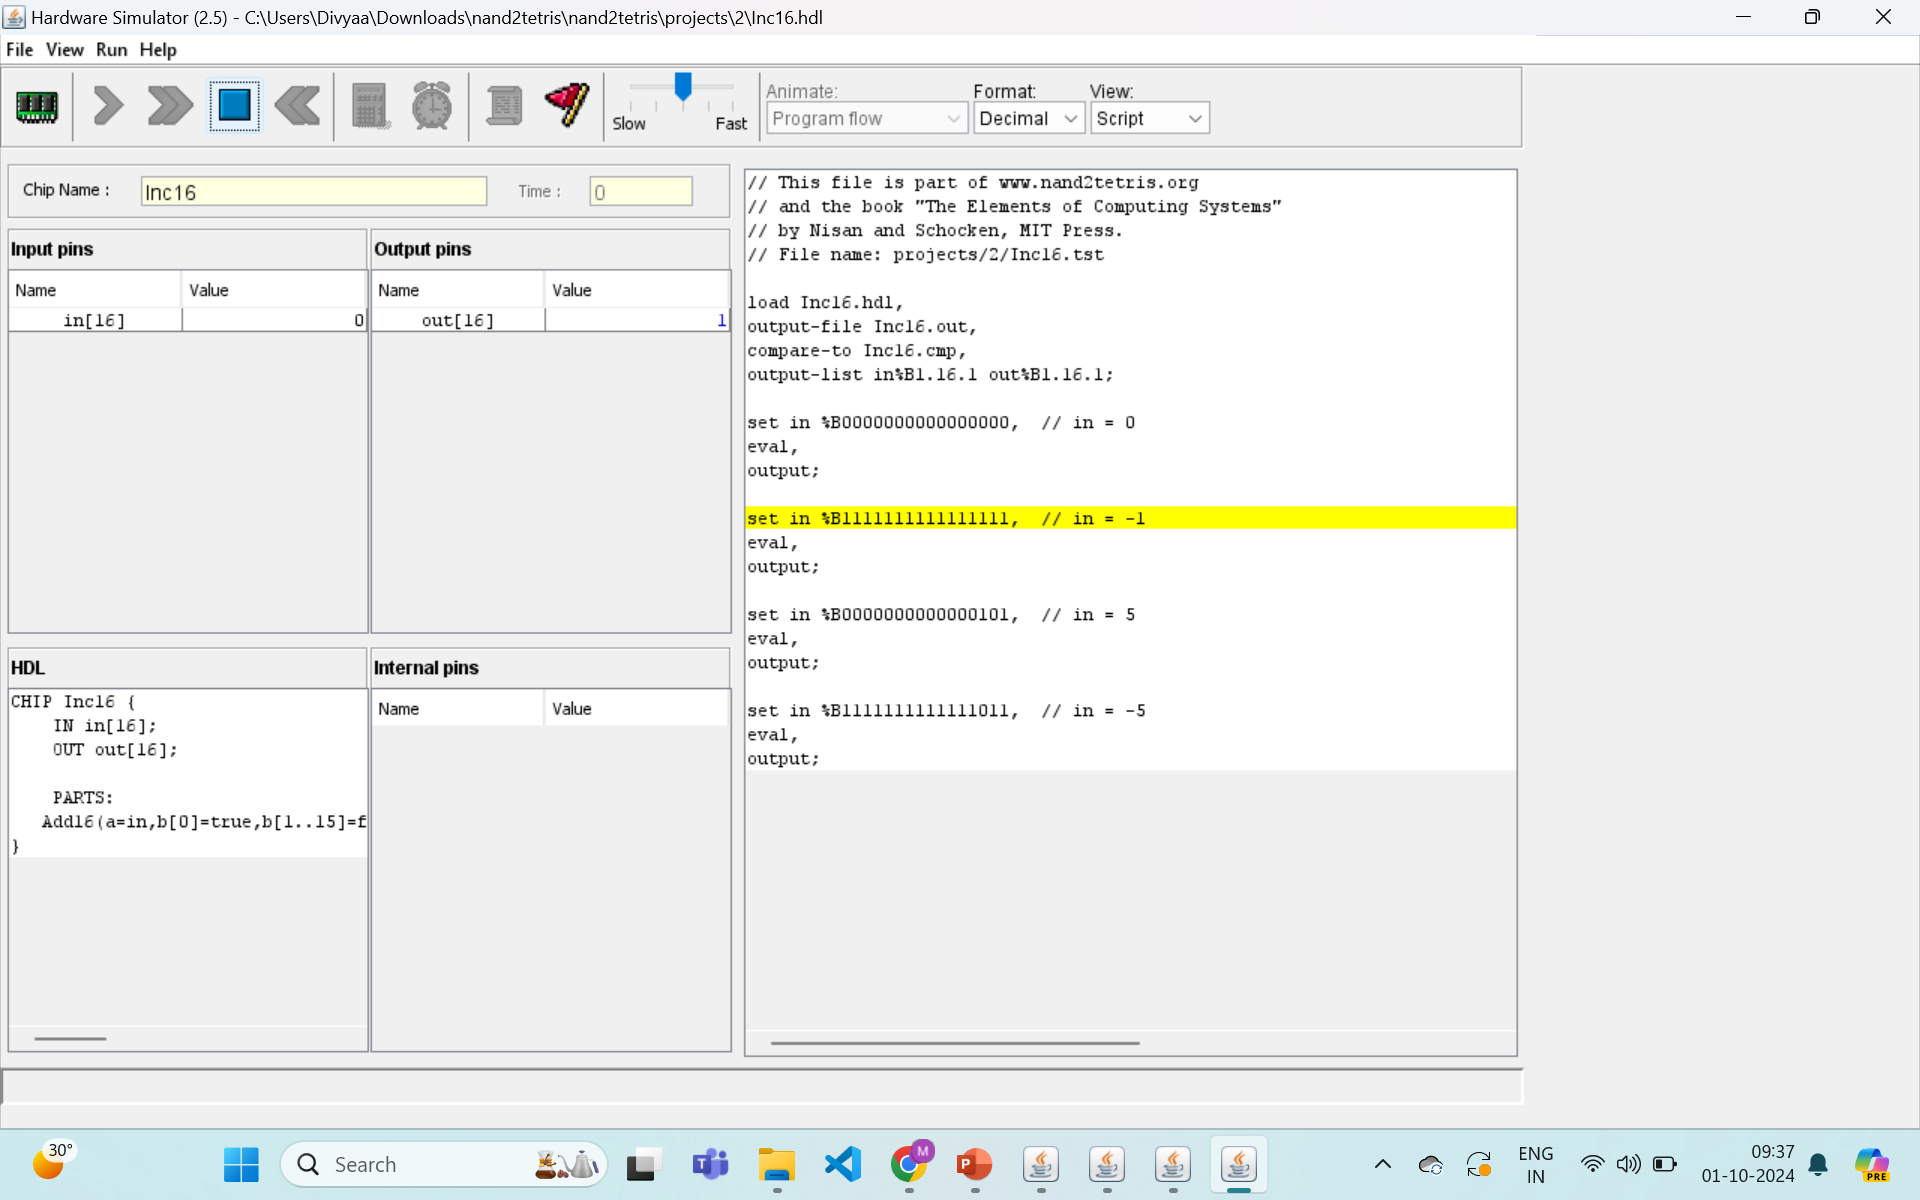 Hardware Simulator (2.5) - C:\Users\Divyaa\Downloads\nand2tetris\nand2tetris\projects\2\Inc16.hdl
File View Run Help
Slow Fast
Animate:
Program flow
Format:
Decimal
View:
Script
Chip Name :
Inc16
Time :
0
Input pins
Name Value
in[16] 0
Output pins
Name Value
out[16] 1
HDL
CHIP Inc16 {
IN in[16];
OUT out[16];
PARTS:
Add16(a=in,b[0]=true,b[1..15]=f
}
Internal pins
Name Value
// This file is part of www.nand2tetris.org
// and the book "The Elements of Computing Systems"
// by Nisan and Schocken, MIT Press.
// File name: projects/2/Inc16.tst
load Inc16.hdl,
output-file Inc16.out,
compare-to Inc16.cmp,
output-list in%B1.16.1 out%B1.16.1;
set in %B0000000000000000, // in = 0
eval,
output;
set in %B1111111111111111, // in = -1
eval,
output;
set in %B0000000000000101, // in = 5
eval,
output;
set in %B1111111111111011, // in = -5
eval,
output;
30°
Search
T
M
P
ENG
IN
09:37
01-10-2024
PRE